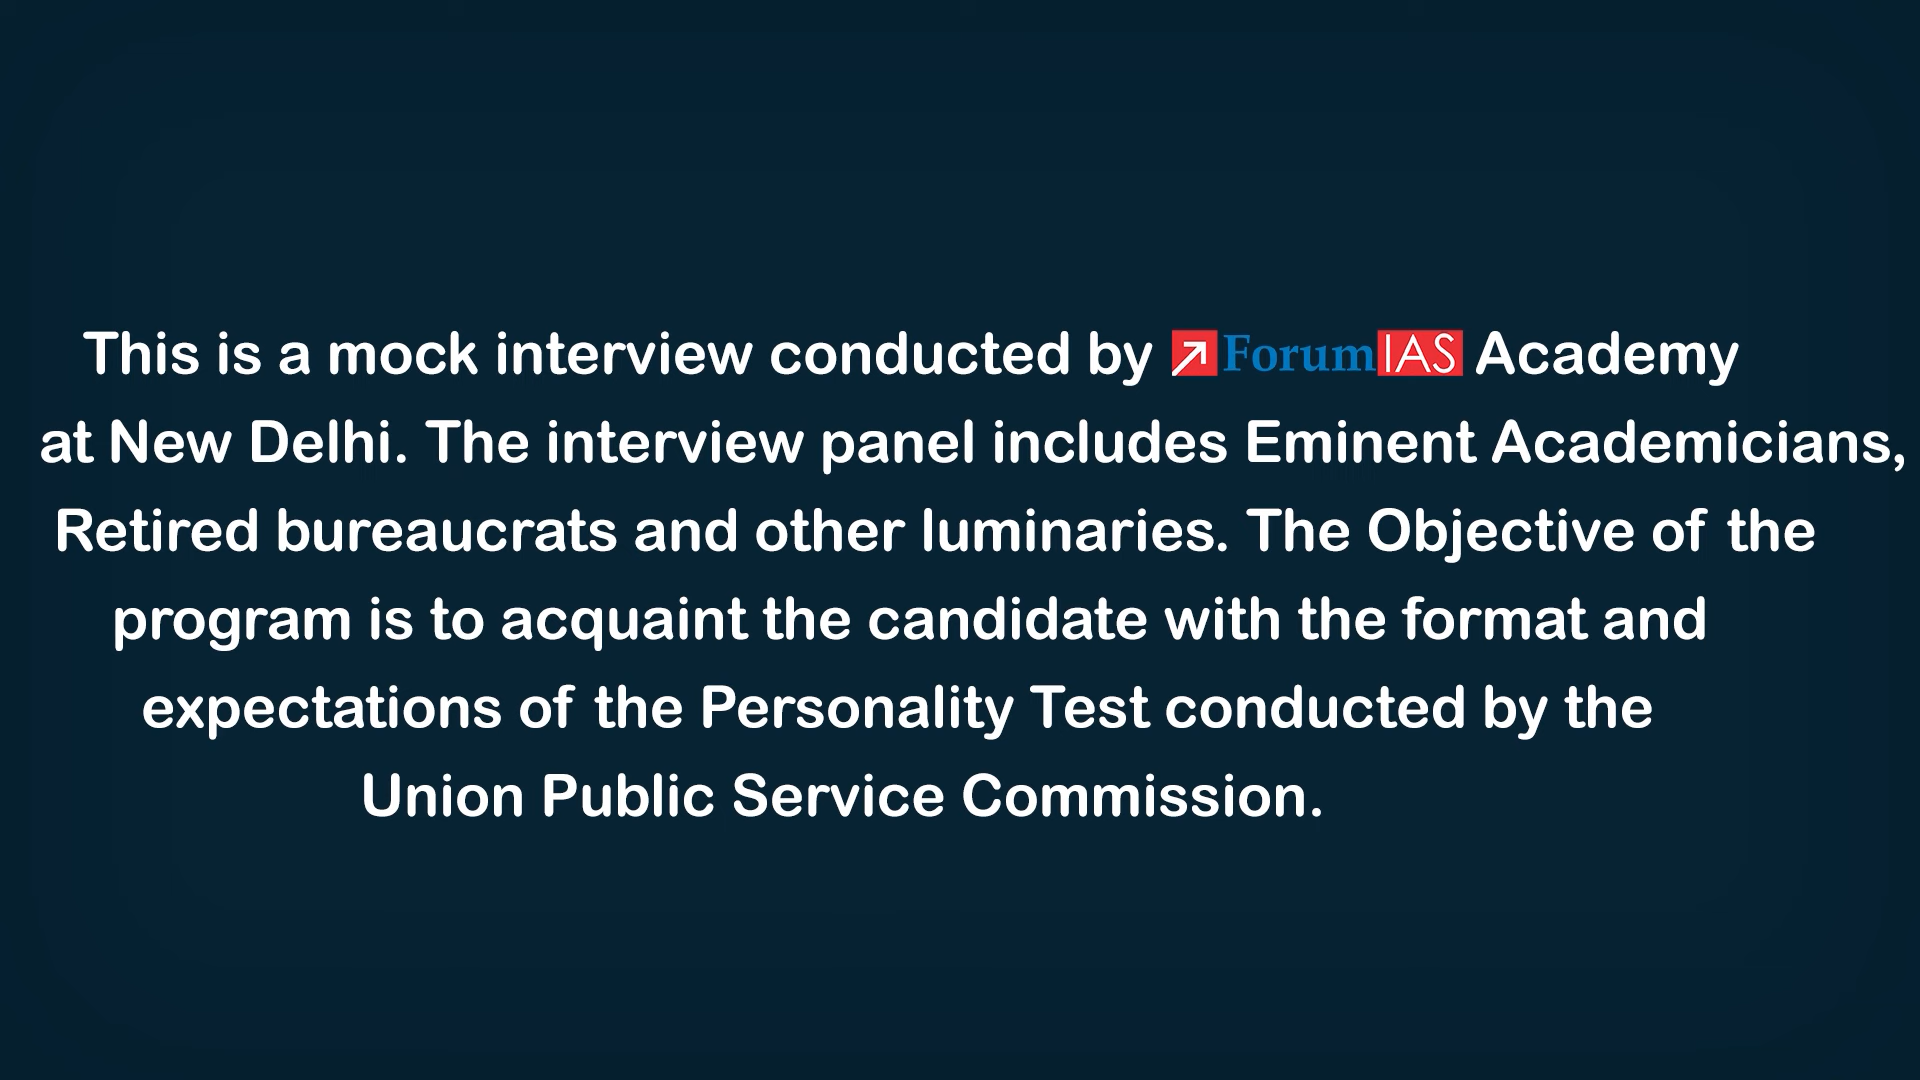 This is a mock interview conducted by ForumIAS Academy
at New Delhi. The interview panel includes Eminent Academicians,
Retired bureaucrats and other luminaries. The Objective of the
program is to acquaint the candidate with the format and
expectations of the Personality Test conducted by the
Union Public Service Commission.